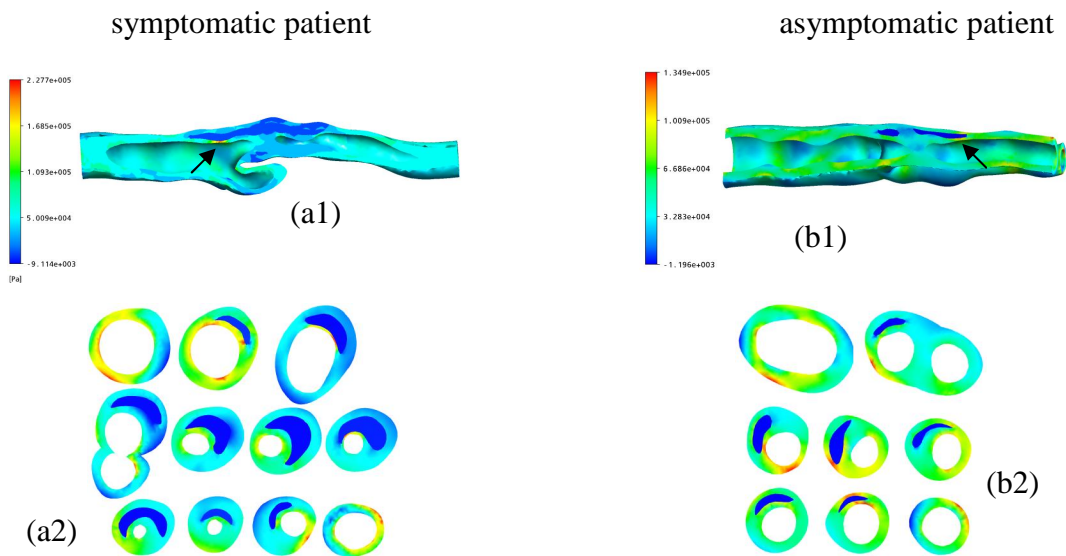 symptomatic patient
asymptomatic patient
2.277e+005
1.685e+005
1.093e+005
5.009e+004
-9.114e+003
[Pa]
(a1)
1.349e+005
1.009e+005
6.686e+004
3.283e+004
-1.196e+003
(b1)
(a2)
(b2)